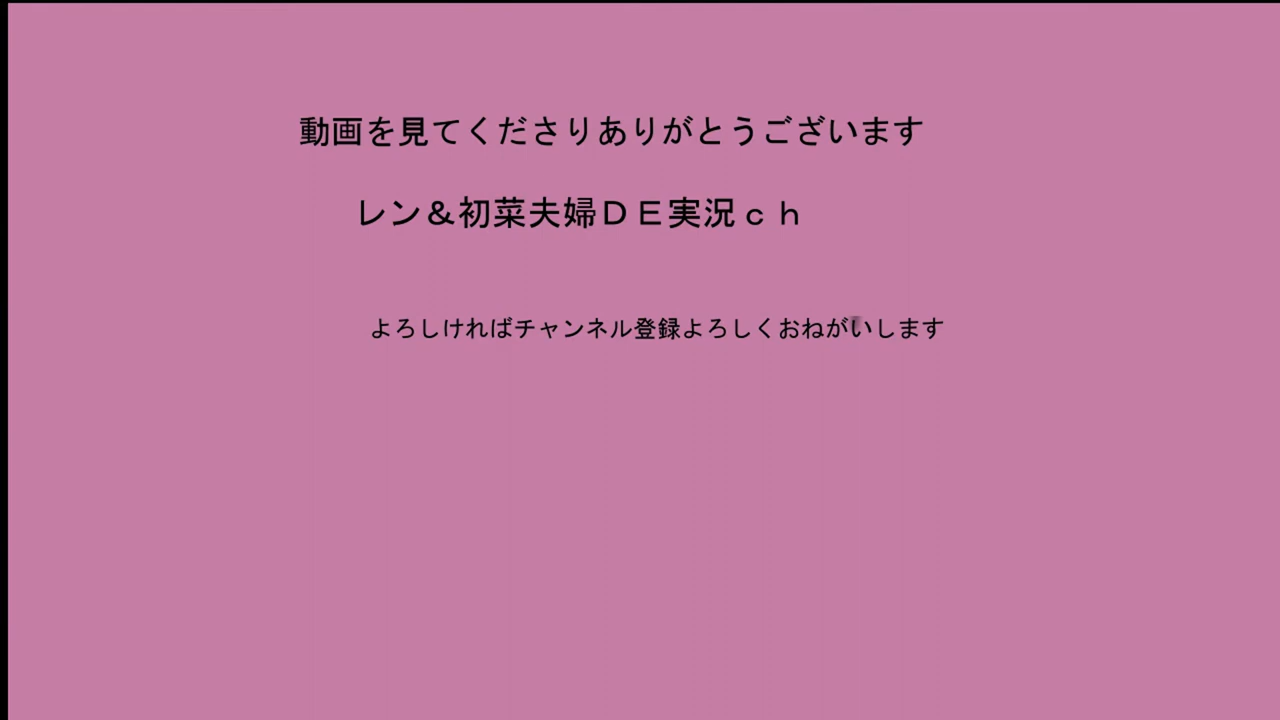 動画を見てくださりありがとうございます
レン＆初菜夫婦ＤＥ実況ｃｈ
よろしければチャンネル登録よろしくおねがいします